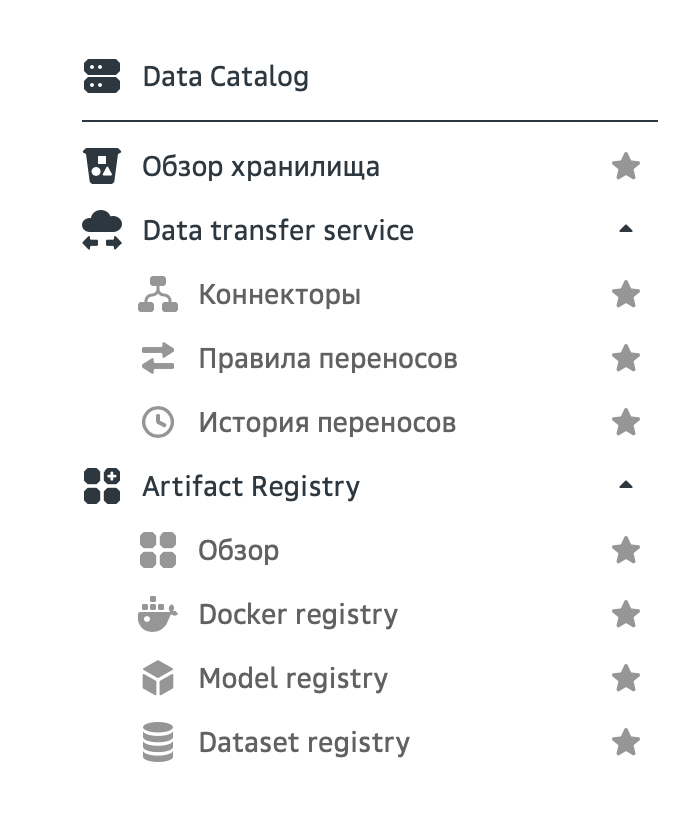 Data Catalog
Обзор хранилища
Data transfer service
Коннекторы
Правила переносов
История переносов
Artifact Registry
Обзор
Docker registry
Model registry
Dataset registry